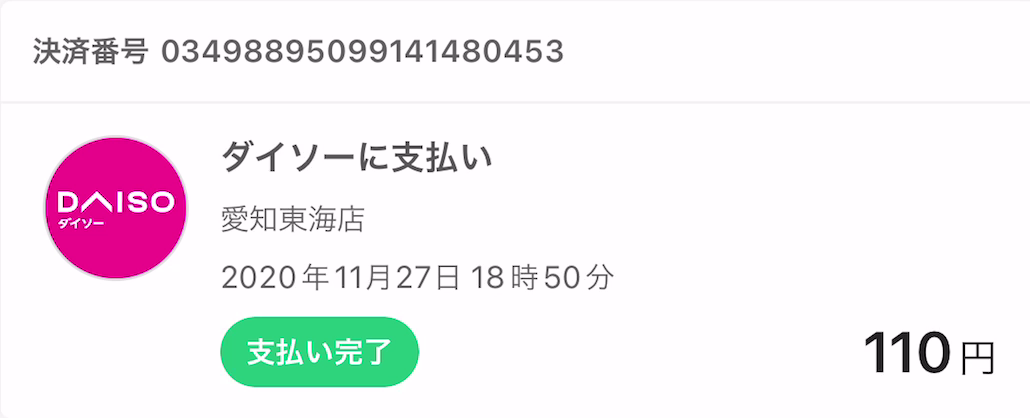 決済番号 03498895099141480453
DAISO
ダイソー
ダイソーに支払い
愛知東海店
2020年11月27日 18時50分
支払い完了
110円